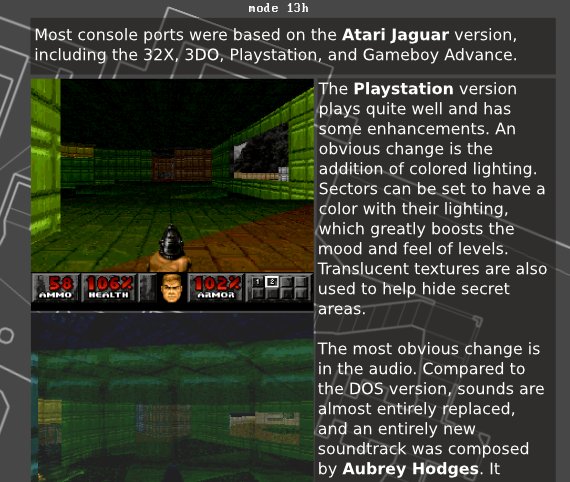 mode 13h
Most console ports were based on the Atari Jaguar version,
including the 32X, 3DO, Playstation, and Gameboy Advance.
The Playstation version
plays quite well and has
some enhancements. An
obvious change is the
addition of colored lighting.
Sectors can be set to have a
color with their lighting,
which greatly boosts the
mood and feel of levels.
Translucent textures are also
used to help hide secret
areas.
The most obvious change is
in the audio. Compared to
the DOS version, sounds are
almost entirely replaced,
and an entirely new
soundtrack was composed
by Aubrey Hodges. It
58 106% 102% 1 2
AMMO HEALTH ARMOR